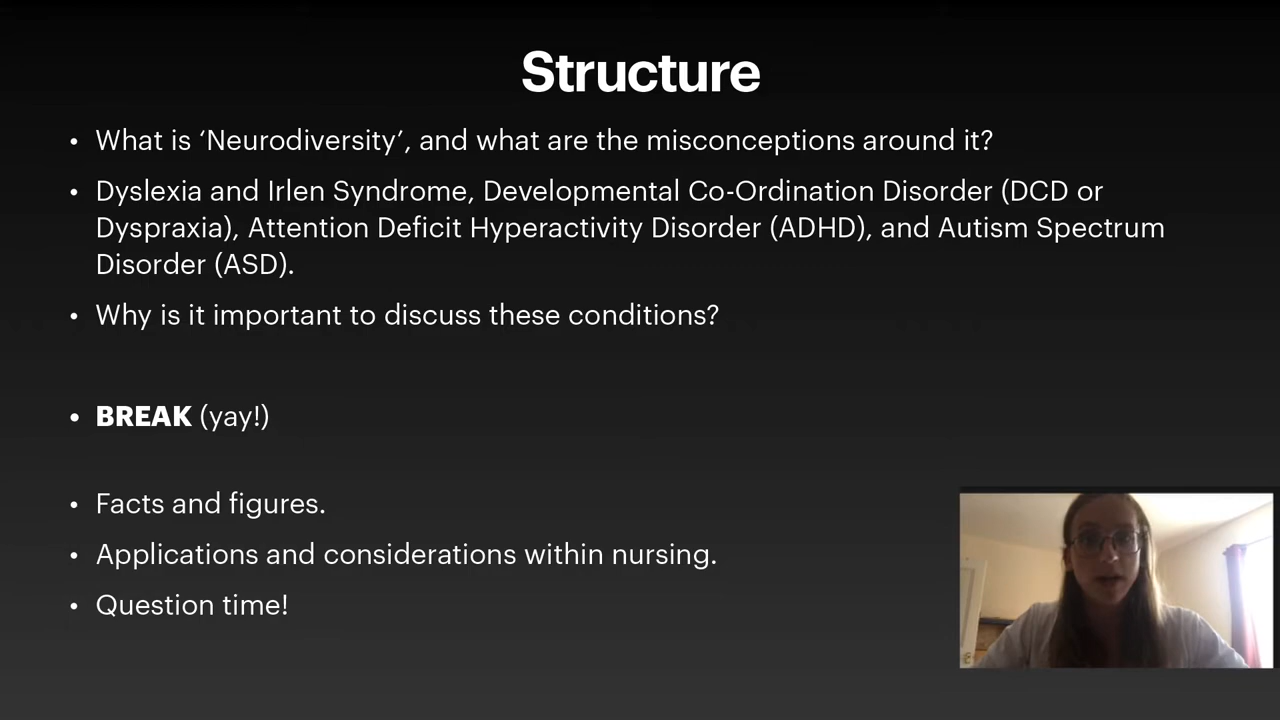 Structure
• What is ‘Neurodiversity’, and what are the misconceptions around it?
• Dyslexia and Irlen Syndrome, Developmental Co-Ordination Disorder (DCD or
Dyspraxia), Attention Deficit Hyperactivity Disorder (ADHD), and Autism Spectrum
Disorder (ASD).
• Why is it important to discuss these conditions?
• BREAK (yay!)
• Facts and figures.
• Applications and considerations within nursing.
• Question time!